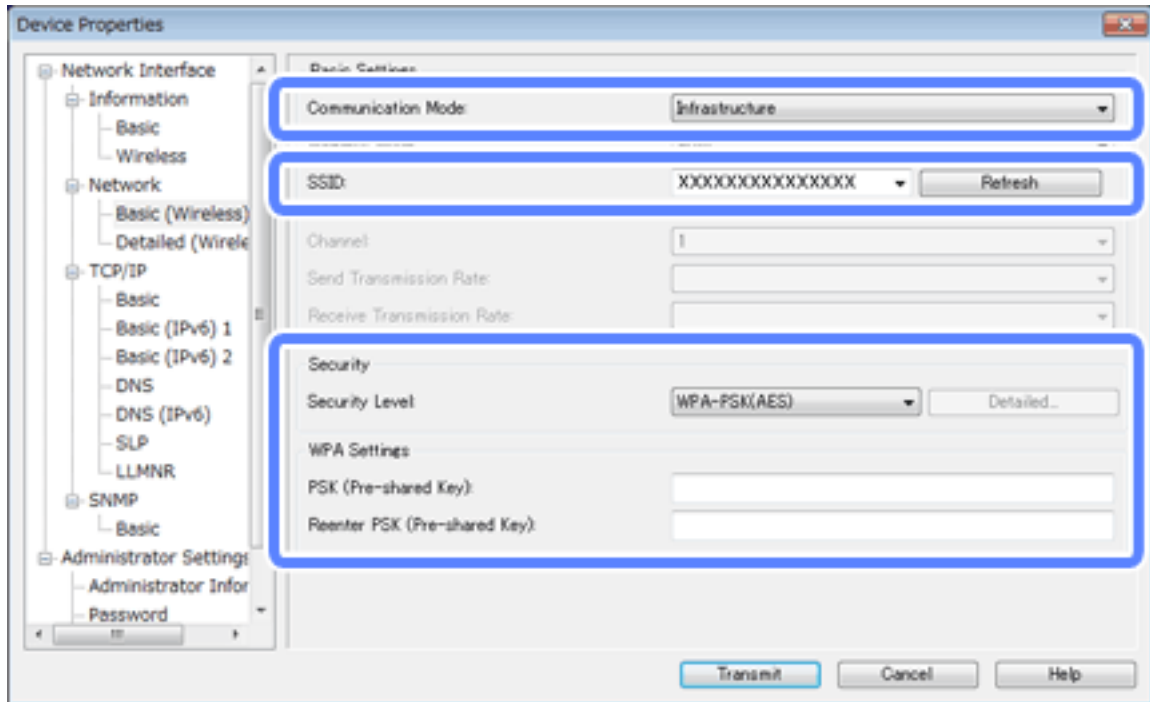 Device Properties
Network Interface
Information
Basic
Wireless
Network
Basic (Wireless)
Detailed (Wirele
TCP/IP
Basic
Basic (IPv6) 1
Basic (IPv6) 2
DNS
DNS (IPv6)
SLP
LLMNR
SNMP
Basic
Administrator Settings
Administrator Infor
Password
Basic Settings
Communication Mode: Infrastructure
SSID: XXXXXXXXXXXXXXX Refresh
Channel: 1
Send Transmission Rate:
Receive Transmission Rate:
Security
Security Level: WPA-PSK(AES) Detailed...
WPA Settings
PSK (Pre-shared Key):
Reenter PSK (Pre-shared Key):
Transmit Cancel Help